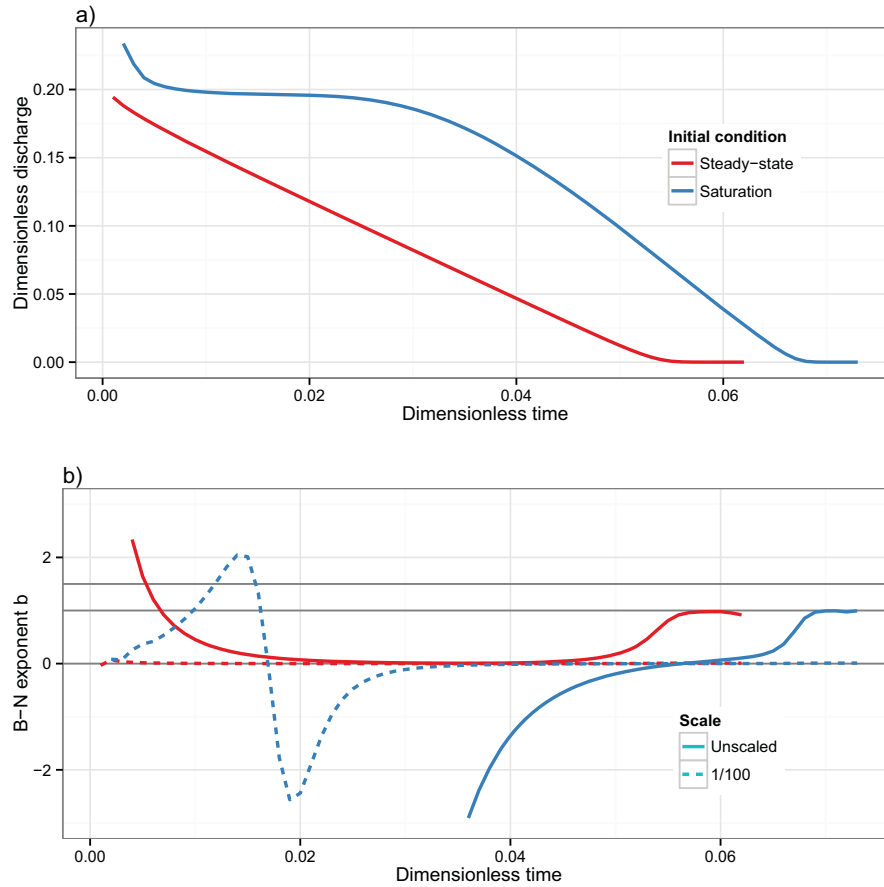 a)
Dimensionless discharge
0.20
0.15
0.10
0.05
0.00
Initial condition
Steady−state
Saturation
0.00
0.02
0.04
0.06
Dimensionless time
b)
B−N exponent b
2
0
−2
Scale
Unscaled
1/100
0.00
0.02
0.04
0.06
Dimensionless time